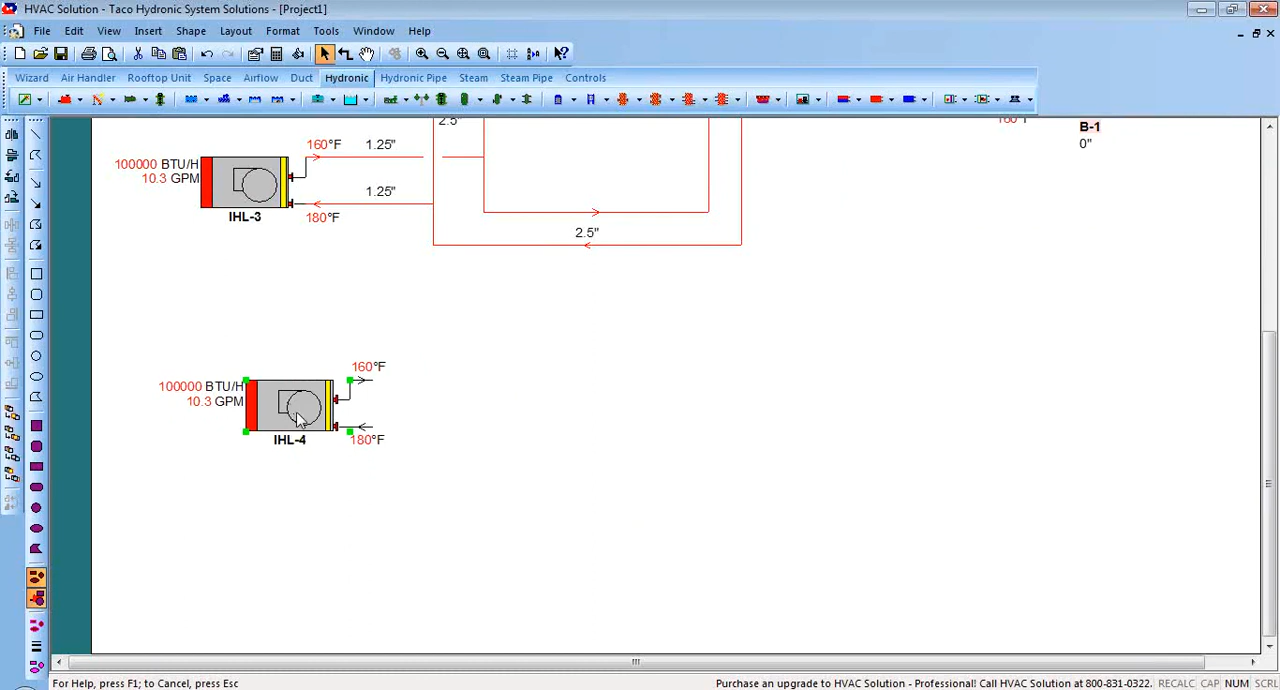 HVAC Solution - Taco Hydronic System Solutions - [Project1]
File Edit View Insert Shape Layout Format Tools Window Help
Wizard Air Handler Rooftop Unit Space Airflow Duct Hydronic Hydronic Pipe Steam Steam Pipe Controls
2.5"
160°F
B-1
0"
160°F 1.25"
100000 BTU/H
10.3 GPM
1.25"
IHL-3 180°F
2.5"
160°F
100000 BTU/H
10.3 GPM
IHL-4 180°F
For Help, press F1; to Cancel, press Esc
Purchase an upgrade to HVAC Solution - Professional! Call HVAC Solution at 800-831-0322. RECALC CAP NUM SCRL